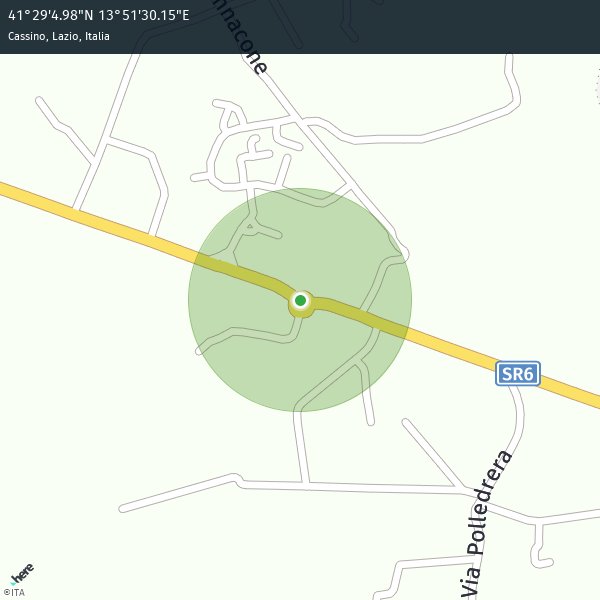 41°29'4.98"N 13°51'30.15"E
Cassino, Lazio, Italia
nnacone
SR6
Via Polledrera
here
©ITA